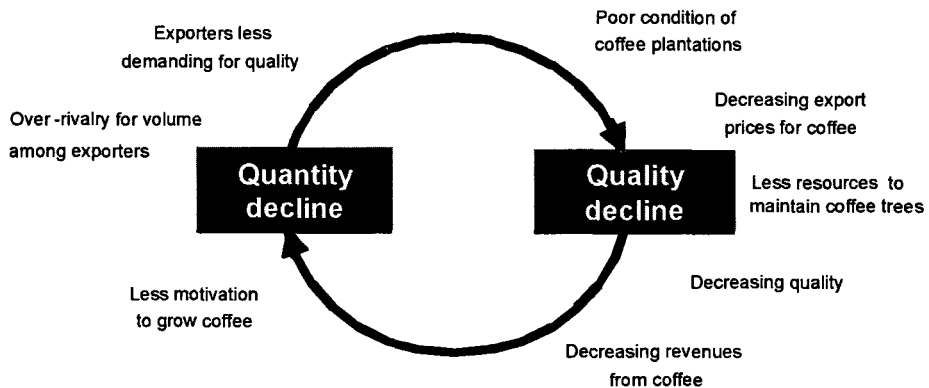 Exporters less
demanding for quality
Poor condition of
coffee plantations
Over -rivalry for volume
among exporters
Decreasing export
prices for coffee
Quantity
decline
Quality
decline
Less resources to
maintain coffee trees
Less motivation
to grow coffee
Decreasing quality
Decreasing revenues
from coffee